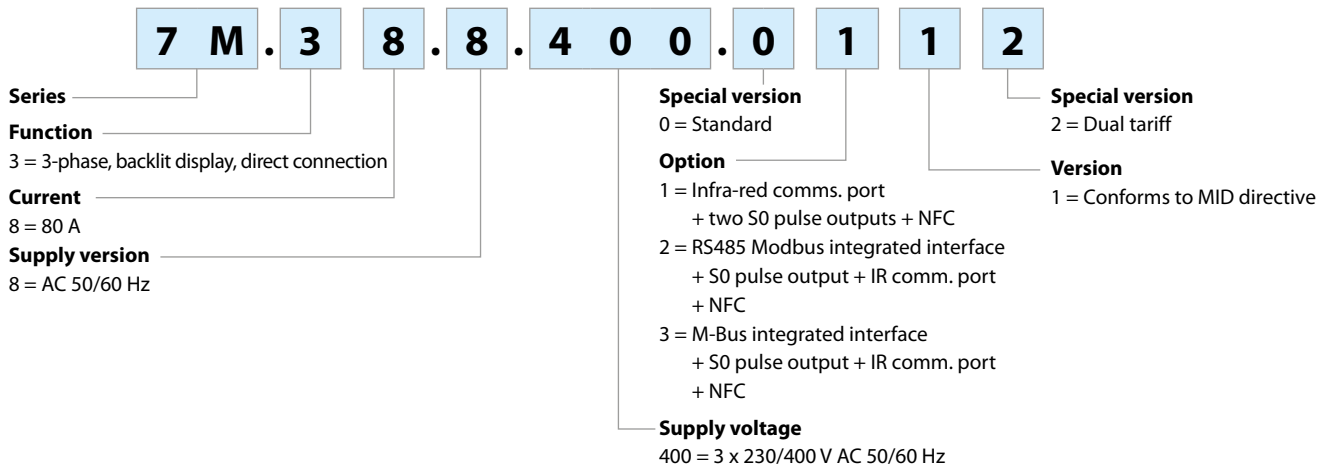 7 M . 3 8 . 8 . 4 0 0 . 0 1 1 2
Series
Function
3 = 3-phase, backlit display, direct connection
Current
8 = 80 A
Supply version
8 = AC 50/60 Hz
Special version
0 = Standard
Option
1 = Infra-red comms. port
+ two S0 pulse outputs + NFC
2 = RS485 Modbus integrated interface
+ S0 pulse output + IR comm. port
+ NFC
3 = M-Bus integrated interface
+ S0 pulse output + IR comm. port
+ NFC
Supply voltage
400 = 3 x 230/400 V AC 50/60 Hz
Special version
2 = Dual tariff
Version
1 = Conforms to MID directive